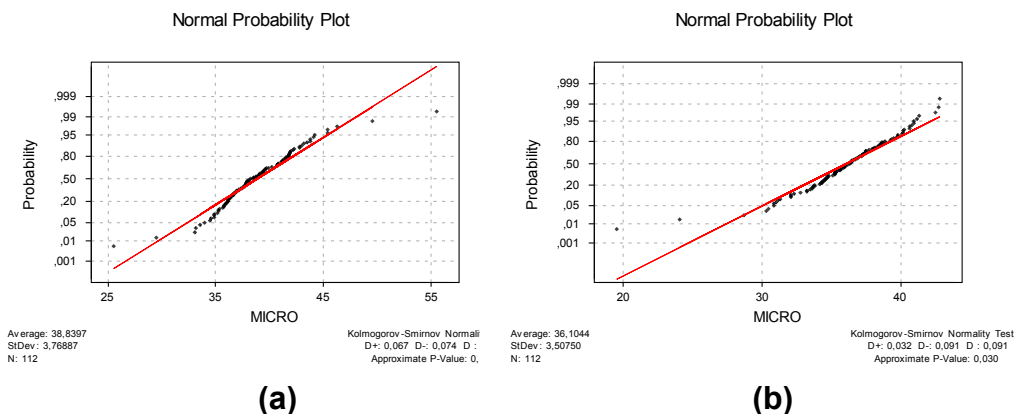 Normal Probability Plot
,999
,99
,95
,80
,50
,20
,05
,01
,001
Probability
25
35
45
55
MICRO
Average: 38,8397
StDev: 3,76887
N: 112
Kolmogorov-Smirnov Normali
D+: 0,067 D-: 0,074 D :
Approximate P-Value: 0,
(a)
Normal Probability Plot
,999
,99
,95
,80
,50
,20
,05
,01
,001
Probability
20
30
40
MICRO
Average: 36,1044
StDev: 3,50750
N: 112
Kolmogorov-Smirnov Normality Test
D+: 0,032 D-: 0,091 D : 0,091
Approximate P-Value: 0,030
(b)